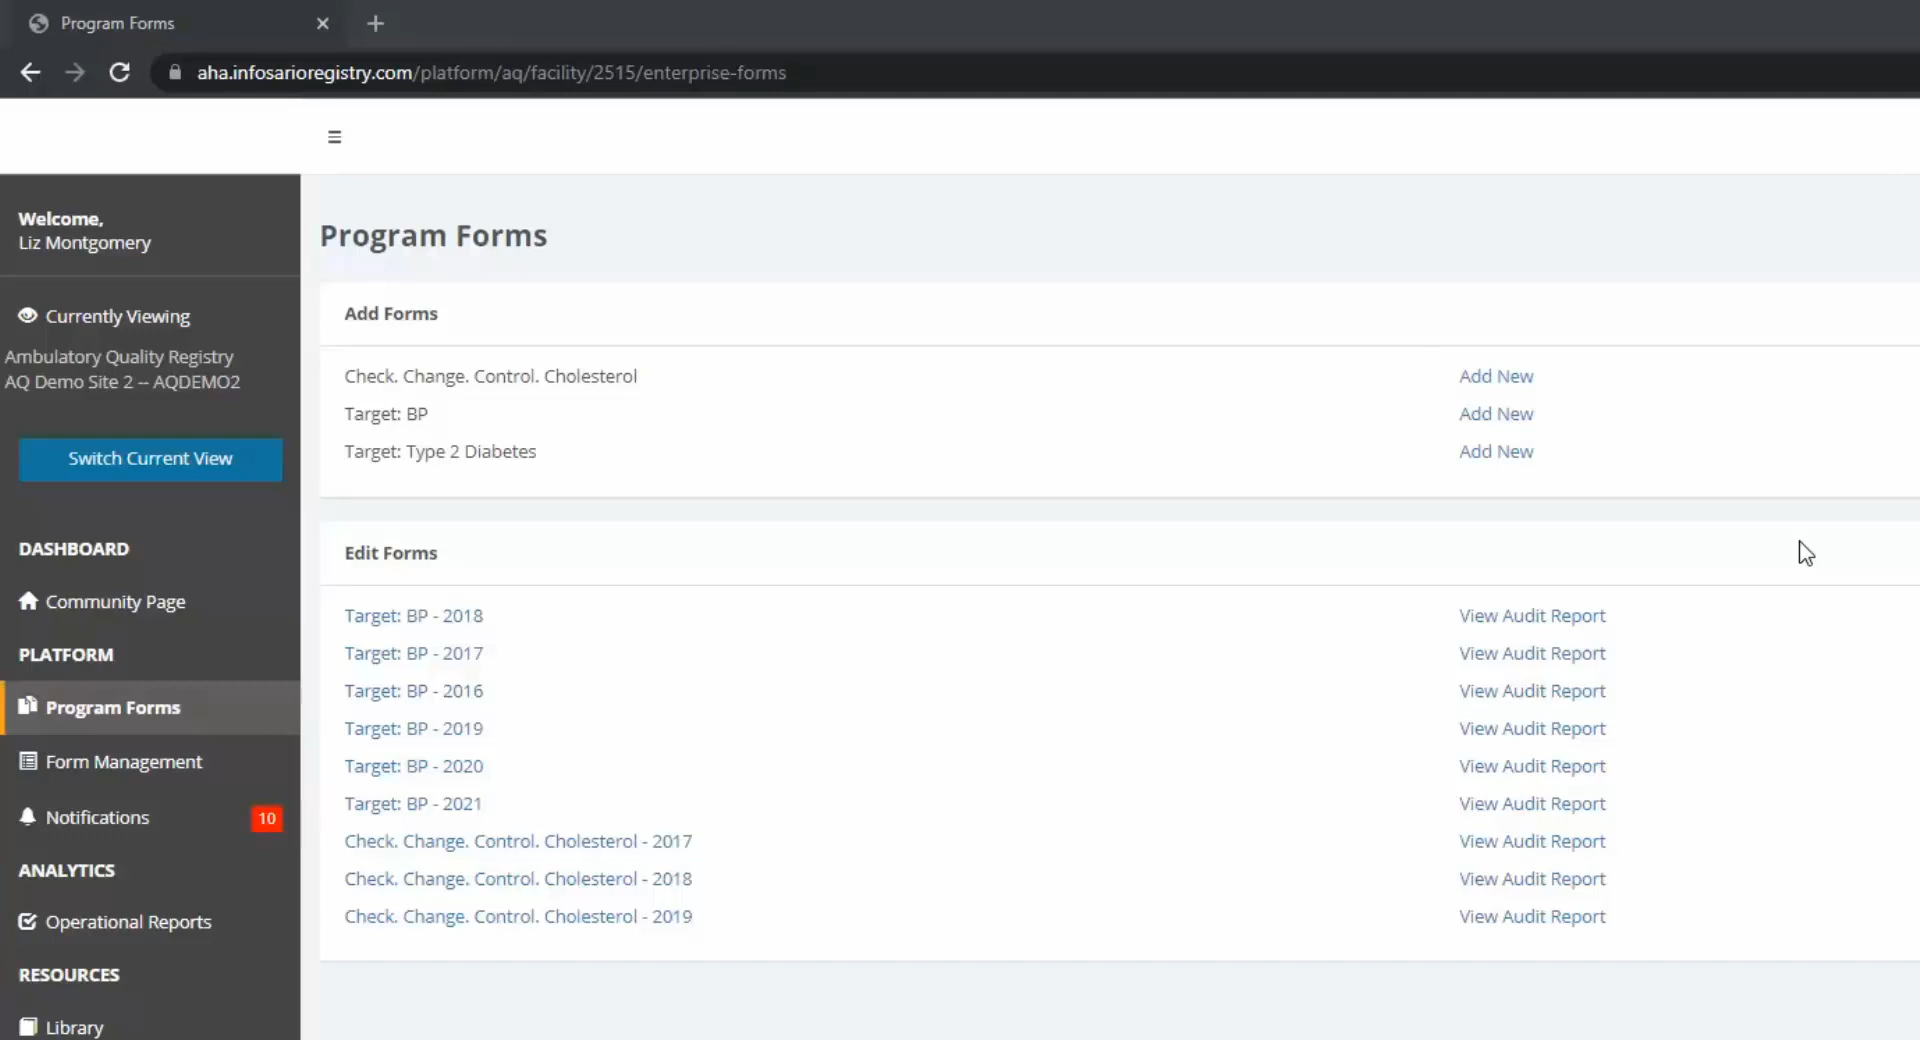 Program Forms
aha.infosarioregistry.com/platform/aq/facility/2515/enterprise-forms
Welcome,
Liz Montgomery
Currently Viewing
Ambulatory Quality Registry
AQ Demo Site 2 -- AQDEMO2
Switch Current View
DASHBOARD
Community Page
PLATFORM
Program Forms
Form Management
Notifications 10
ANALYTICS
Operational Reports
RESOURCES
Library
Program Forms
Add Forms
Check. Change. Control. Cholesterol Add New
Target: BP Add New
Target: Type 2 Diabetes Add New
Edit Forms
Target: BP - 2018 View Audit Report
Target: BP - 2017 View Audit Report
Target: BP - 2016 View Audit Report
Target: BP - 2019 View Audit Report
Target: BP - 2020 View Audit Report
Target: BP - 2021 View Audit Report
Check. Change. Control. Cholesterol - 2017 View Audit Report
Check. Change. Control. Cholesterol - 2018 View Audit Report
Check. Change. Control. Cholesterol - 2019 View Audit Report